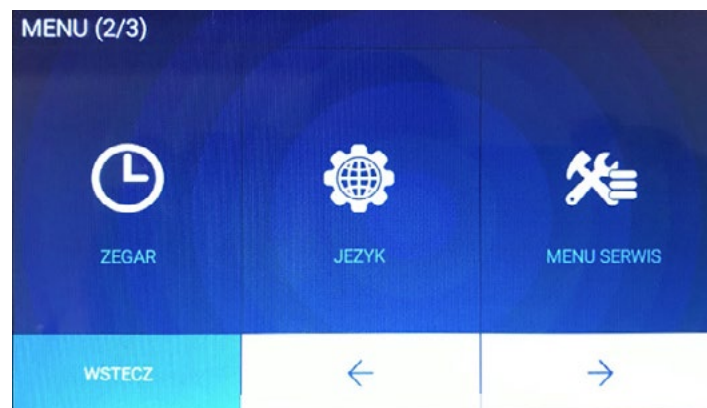 MENU (2/3)
ZEGAR
JEZYK
MENU SERWIS
WSTECZ